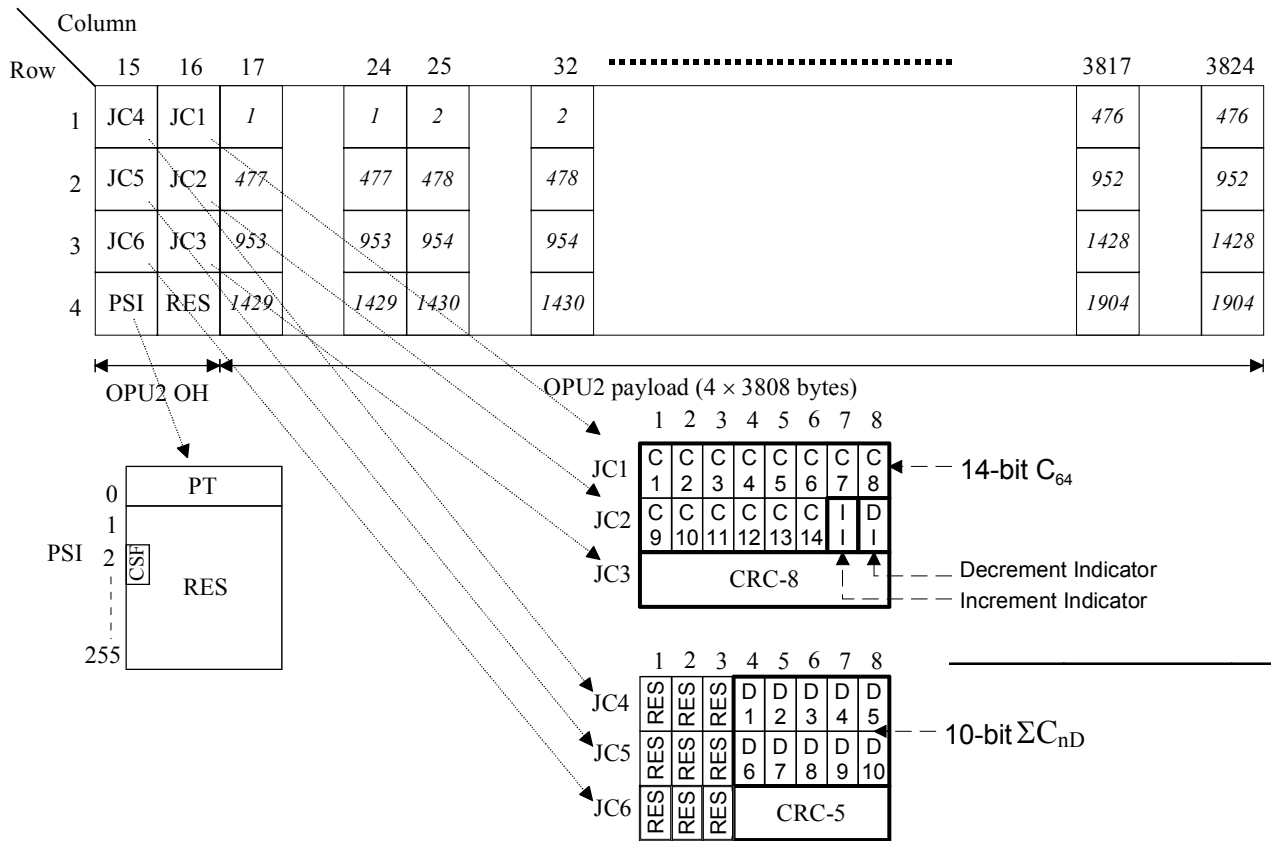 Column
Row 15 16 17 24 25 32 3817 3824
1 JC4 JC1 1 1 2 2 476 476
2 JC5 JC2 477 477 478 478 952 952
3 JC6 JC3 953 953 954 954 1428 1428
4 PSI RES 1429 1429 1430 1430 1904 1904
OPU2 OH
OPU2 payload (4 × 3808 bytes)
1 2 3 4 5 6 7 8
JC1 C1 C2 C3 C4 C5 C6 C7 C8
14-bit C64
JC2 C9 C10 C11 C12 C13 C14 II DI
JC3 CRC-8
Decrement Indicator
Increment Indicator
0 PT
1
PSI 2 CSF
RES
255
1 2 3 4 5 6 7 8
JC4 RES RES RES D1 D2 D3 D4 D5
JC5 RES RES RES D6 D7 D8 D9 D10
10-bit ΣCnD
JC6 RES RES RES CRC-5